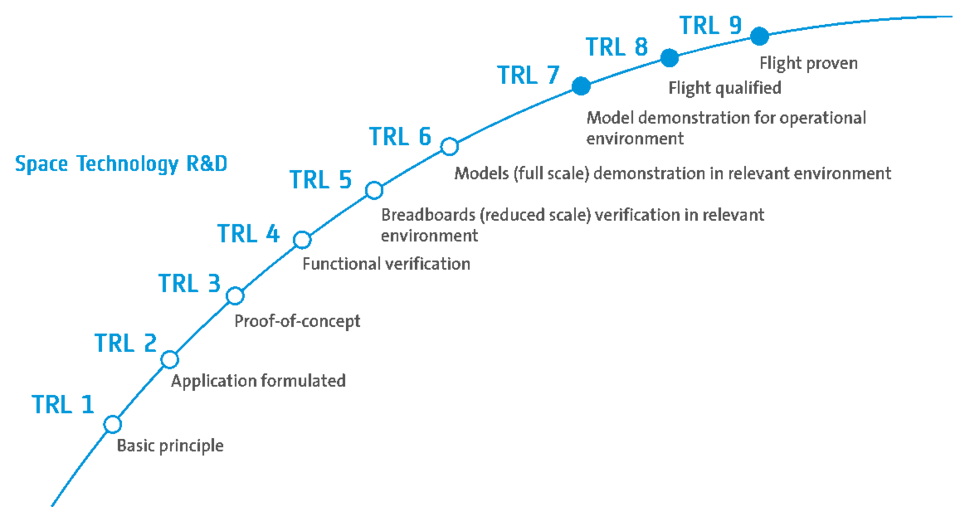 TRL 9
Flight proven
TRL 8
Flight qualified
TRL 7
Model demonstration for operational
environment
TRL 6
Models (full scale) demonstration in relevant environment
Space Technology R&D
TRL 5
Breadboards (reduced scale) verification in relevant
environment
TRL 4
Functional verification
TRL 3
Proof-of-concept
TRL 2
Application formulated
TRL 1
Basic principle